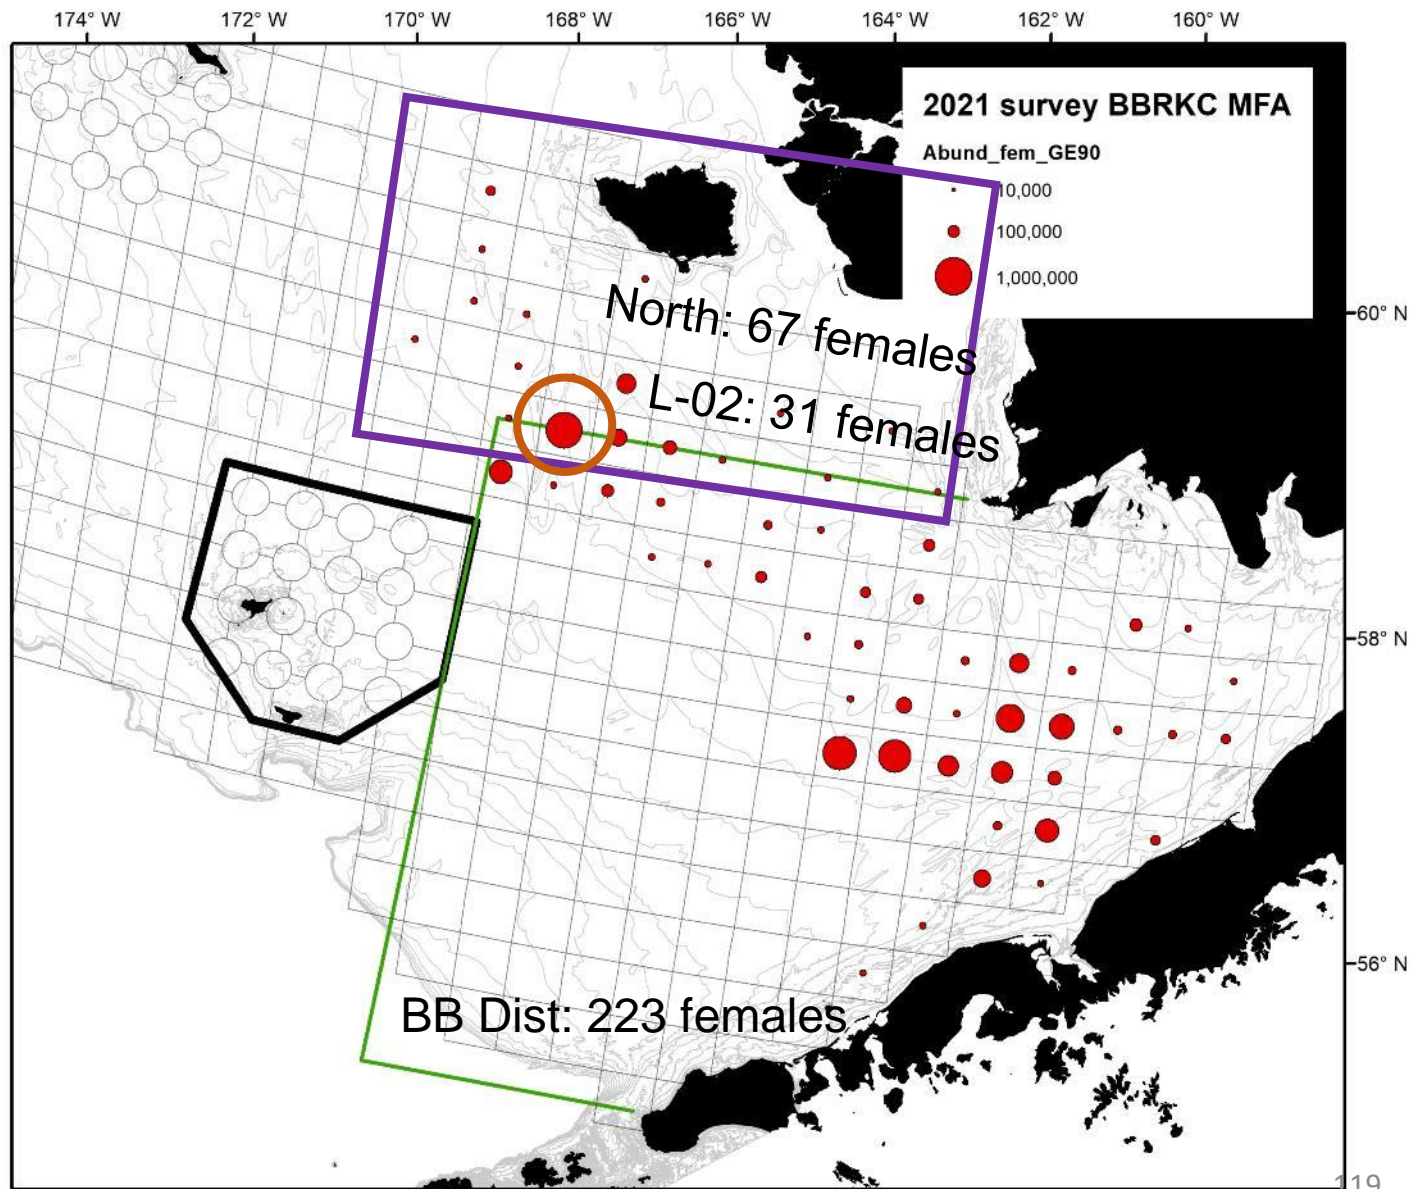 174° W 172° W 170° W 168° W 166° W 164° W 162° W 160° W
2021 survey BBRKC MFA
Abund_fem_GE90
10,000
100,000
1,000,000
60° N
North: 67 females
L-02: 31 females
58° N
56° N
BB Dist: 223 females
119